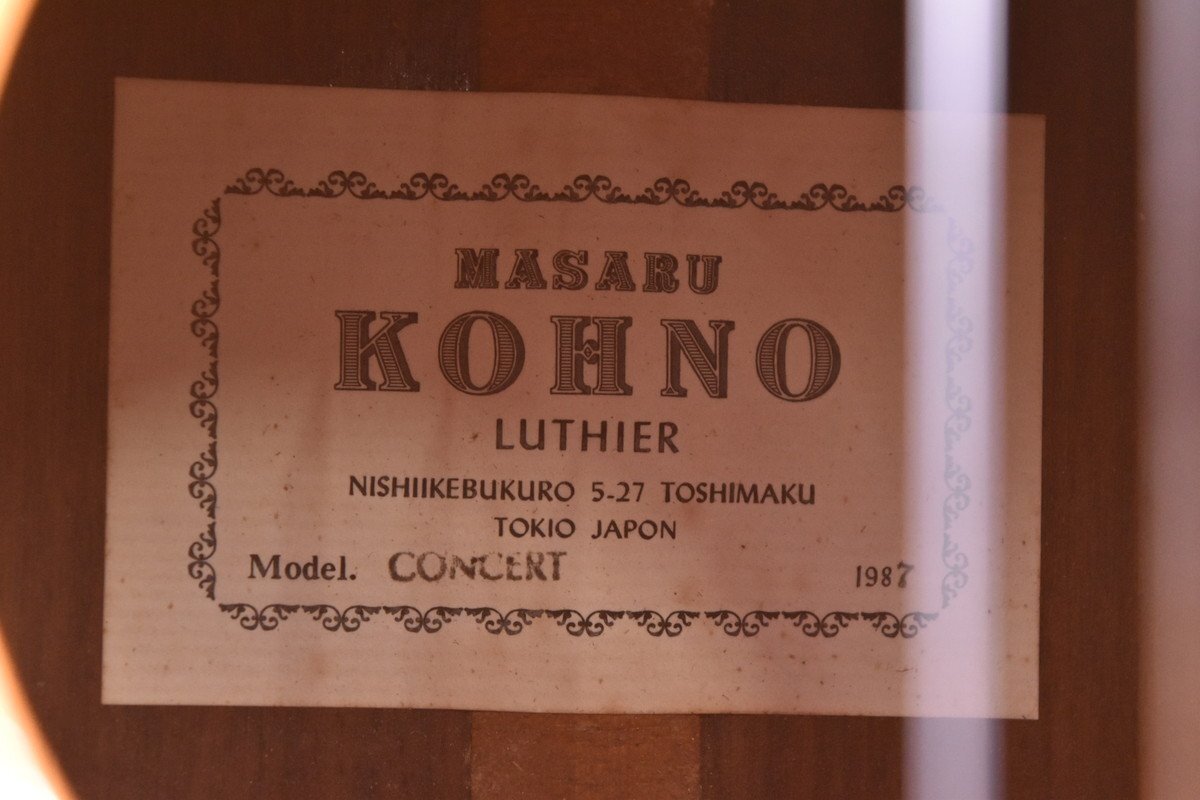 MASARU
KOHNO
LUTHIER
NISHIIKEBUKURO 5-27 TOSHIMAKU
TOKIO JAPON
Model. CONCERT 1987